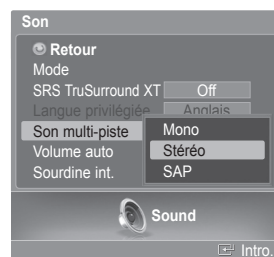 Son
Retour
Mode
SRS TruSurround XT Off
Langue privilégiée Anglais
Son multi-piste Mono
Volume auto Stéréo
Sourdine int. SAP
Sound
Intro.